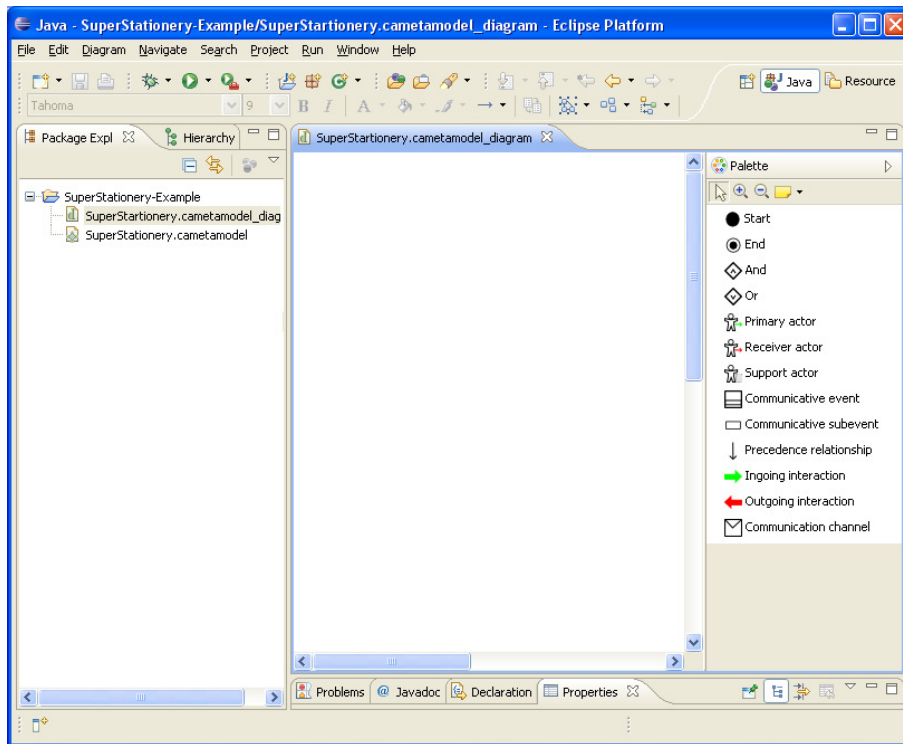 Java - SuperStationery-Example/SuperStartionery.cametamodel_diagram - Eclipse Platform
File Edit Diagram Navigate Search Project Run Window Help
Java Resource
Tahoma 9 B I A
Package Expl Hierarchy
SuperStartionery.cametamodel_diagram
Palette
SuperStationery-Example
SuperStartionery.cametamodel_diag
SuperStationery.cametamodel
Start
End
And
Or
Primary actor
Receiver actor
Support actor
Communicative event
Communicative subevent
Precedence relationship
Ingoing interaction
Outgoing interaction
Communication channel
Problems @ Javadoc Declaration Properties